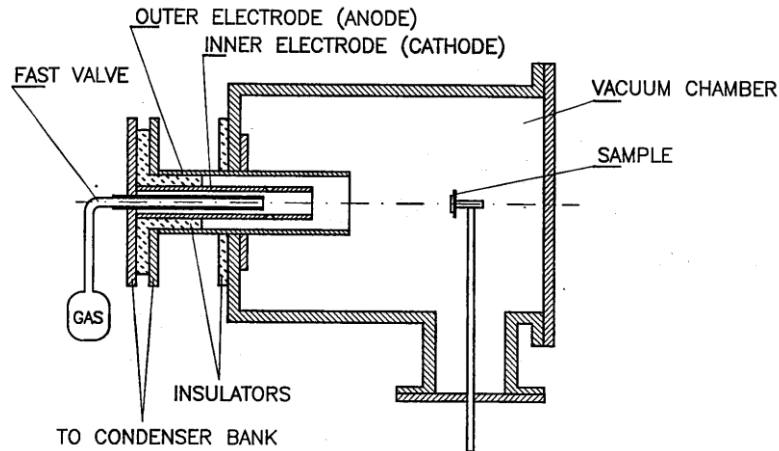 OUTER ELECTRODE (ANODE)
INNER ELECTRODE (CATHODE)
FAST VALVE
VACUUM CHAMBER
SAMPLE
GAS
INSULATORS
TO CONDENSER BANK